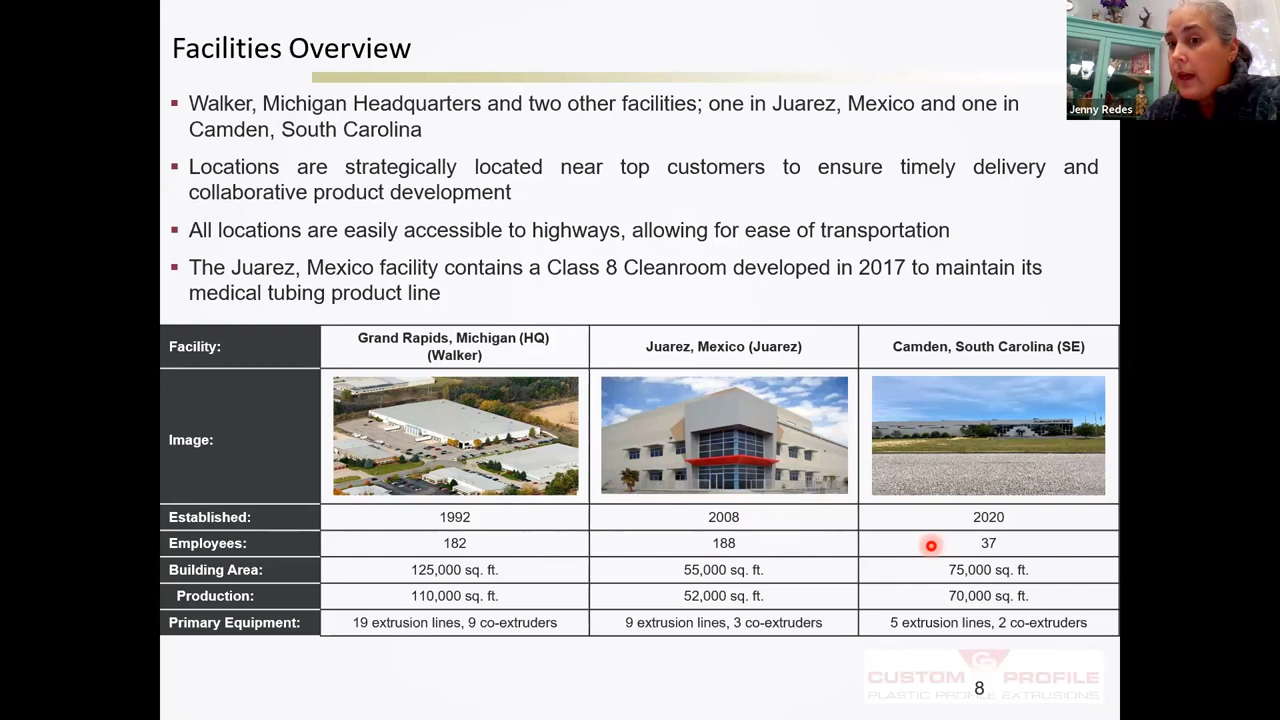 Facilities Overview
Jenny Redes
▪ Walker, Michigan Headquarters and two other facilities; one in Juarez, Mexico and one in
Camden, South Carolina
▪ Locations are strategically located near top customers to ensure timely delivery and
collaborative product development
▪ All locations are easily accessible to highways, allowing for ease of transportation
▪ The Juarez, Mexico facility contains a Class 8 Cleanroom developed in 2017 to maintain its
medical tubing product line
Facility: Grand Rapids, Michigan (HQ) (Walker) Juarez, Mexico (Juarez) Camden, South Carolina (SE)
Image:
Established: 1992 2008 2020
Employees: 182 188 37
Building Area: 125,000 sq. ft. 55,000 sq. ft. 75,000 sq. ft.
Production: 110,000 sq. ft. 52,000 sq. ft. 70,000 sq. ft.
Primary Equipment: 19 extrusion lines, 9 co-extruders 9 extrusion lines, 3 co-extruders 5 extrusion lines, 2 co-extruders
CUSTOM PROFILE
PLASTIC PROFILE EXTRUSIONS
8